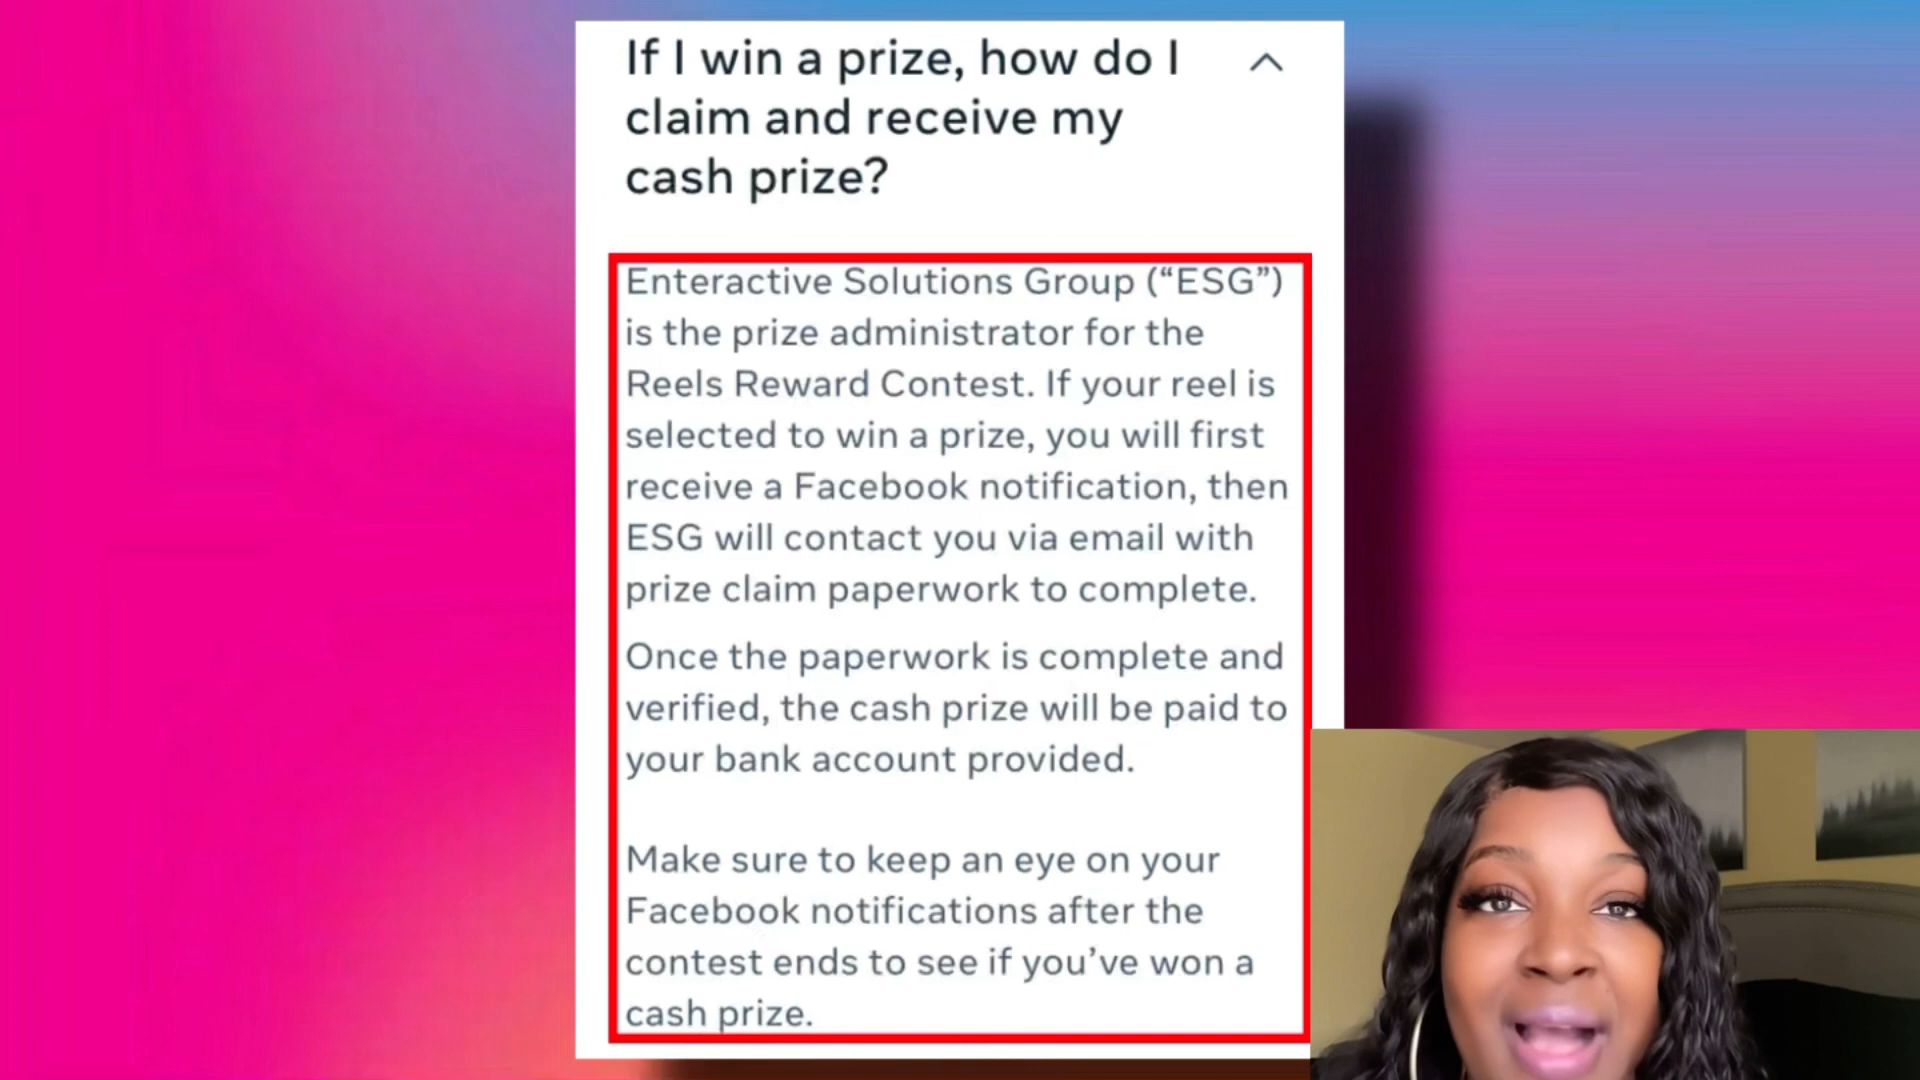 If I win a prize, how do I
claim and receive my
cash prize?
Enteractive Solutions Group (“ESG”)
is the prize administrator for the
Reels Reward Contest. If your reel is
selected to win a prize, you will first
receive a Facebook notification, then
ESG will contact you via email with
prize claim paperwork to complete.
Once the paperwork is complete and
verified, the cash prize will be paid to
your bank account provided.
Make sure to keep an eye on your
Facebook notifications after the
contest ends to see if you’ve won a
cash prize.